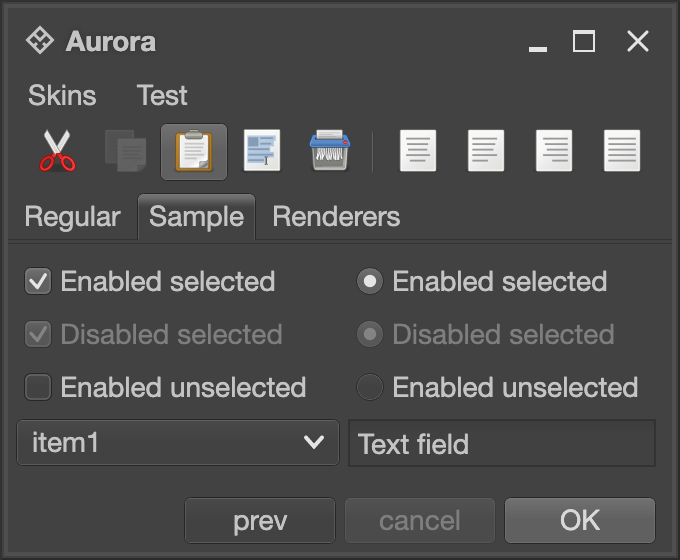 Aurora
Skins Test
Regular Sample Renderers
Enabled selected Enabled selected
Disabled selected Disabled selected
Enabled unselected Enabled unselected
item1 Text field
prev cancel OK